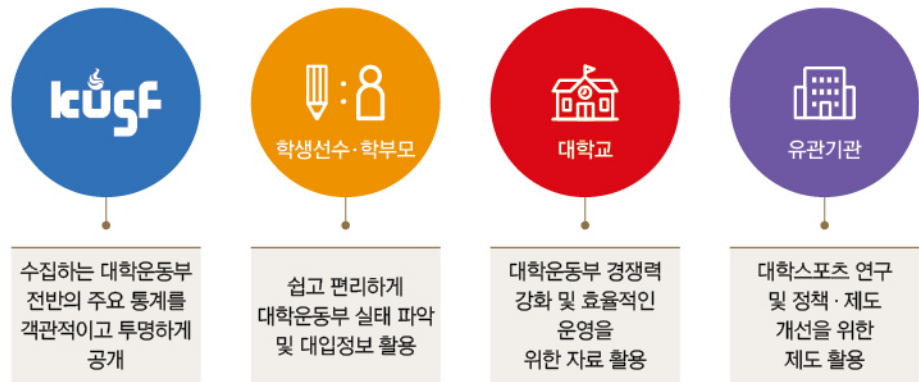 kusf
학생선수·학부모
대학교
유관기관
수집하는 대학운동부
전반의 주요 통계를
객관적이고 투명하게
공개
쉽고 편리하게
대학운동부 실태 파악
및 대입정보 활용
대학운동부 경쟁력
강화 및 효율적인
운영을
위한 자료 활용
대학스포츠 연구
및 정책·제도
개선을 위한
제도 활용